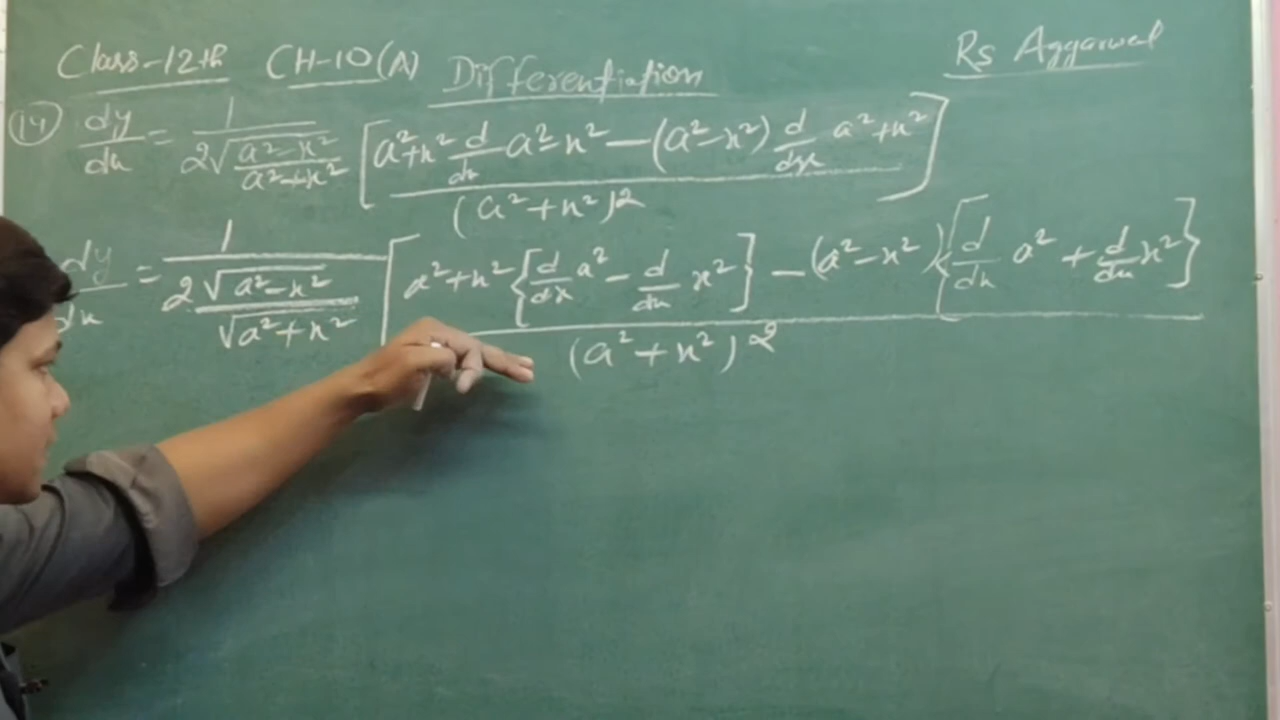 Class-12th CH-10(A) Differentiation Rs Aggarwal
(14) dy/dx = 1/(2√((a²-x²)/(a²+x²))) [(a²+x² d/dx a²-x² - (a²-x²) d/dx a²+x²)/((a²+x²)²)]
dy/dx = 1/(2√(a²-x²)/√(a²+x²)) [a²+x² {d/dx a² - d/dx x²} - (a²-x²) {d/dx a² + d/dx x²}/((a²+x²)²)